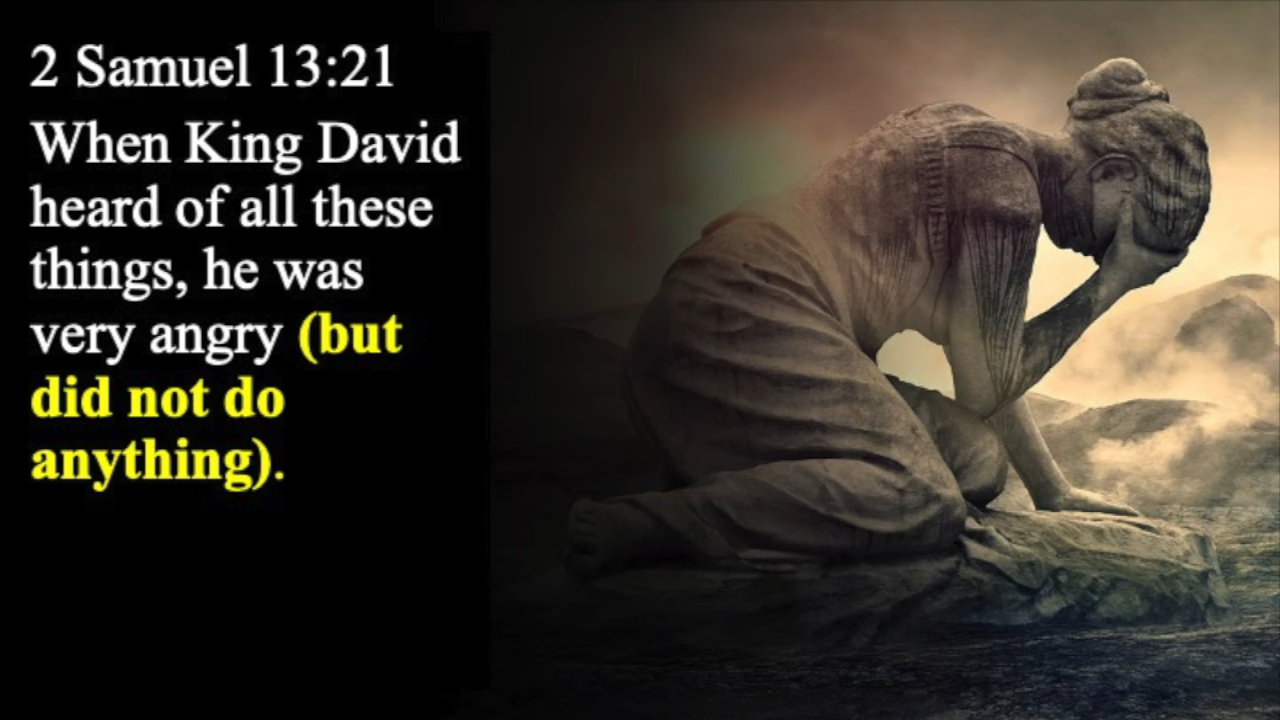 2 Samuel 13:21
When King David
heard of all these
things, he was
very angry (but
did not do
anything).